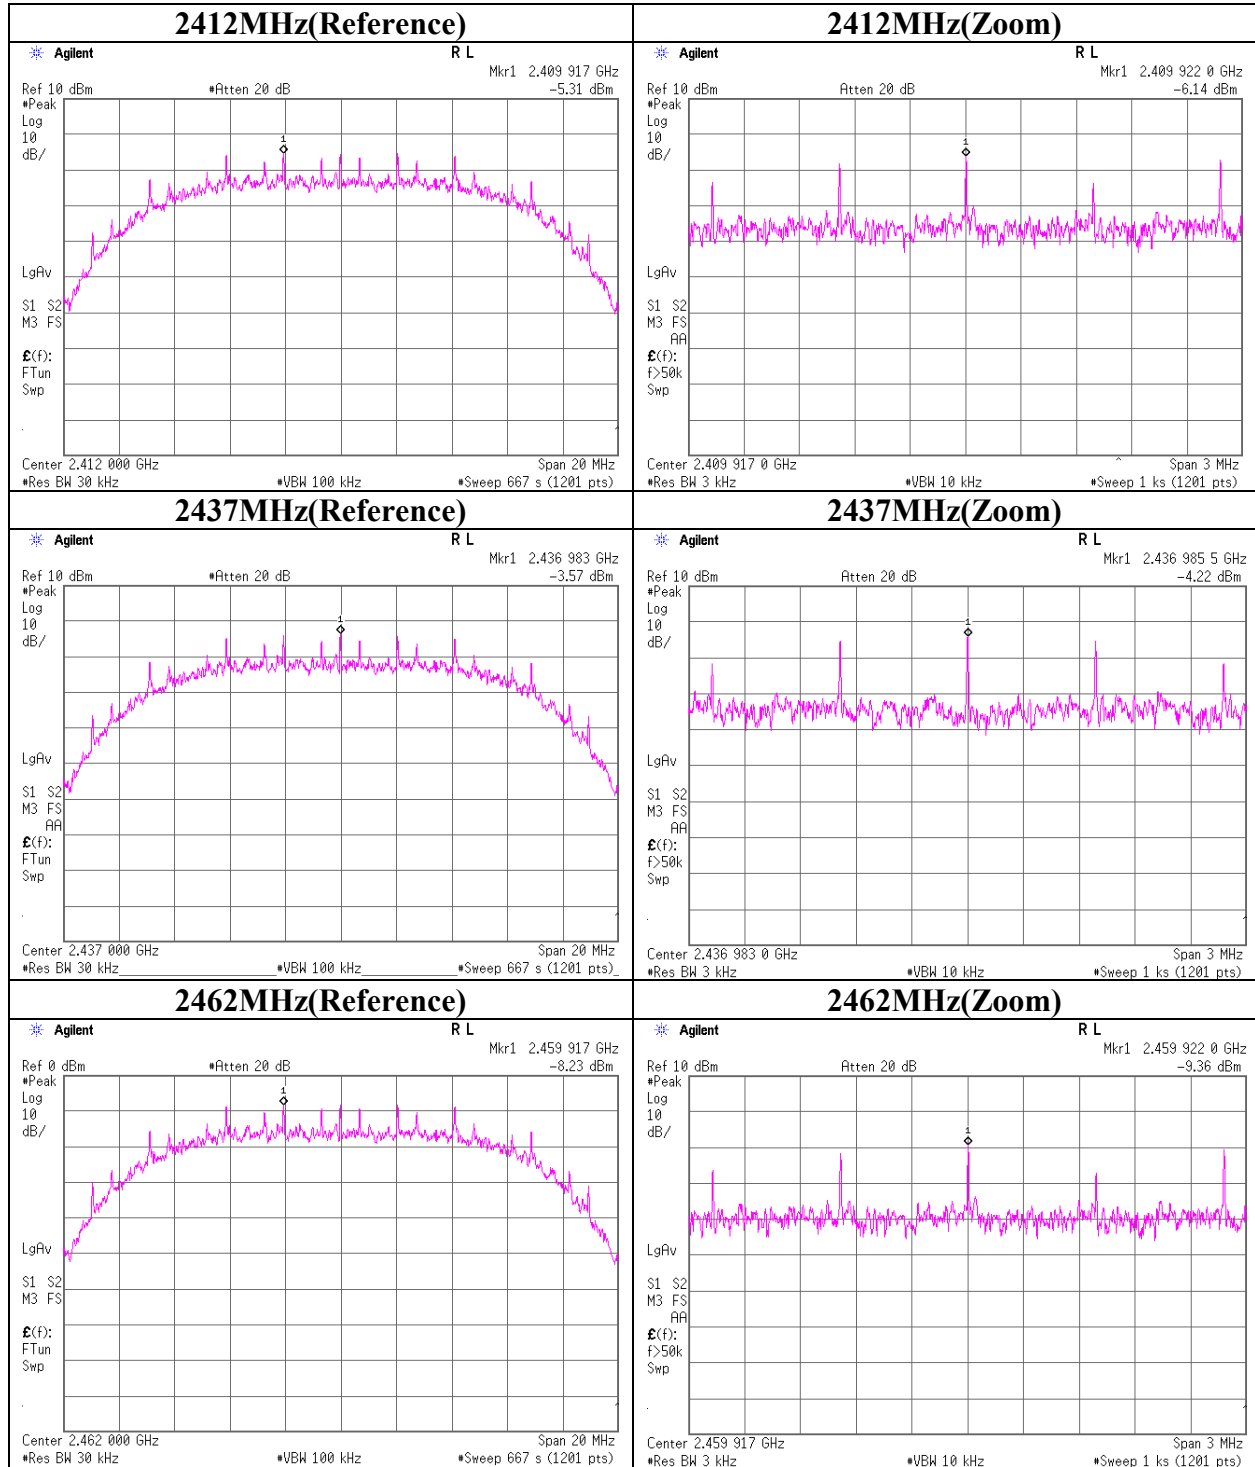 2412MHz(Reference)
Agilent
R L
Mkr1 2.409 917 GHz
Ref 10 dBm #Atten 20 dB -5.31 dBm
#Peak
Log
10
dB/
1
LgAv
S1 S2
M3 FS
£(f):
FTun
Swp
Center 2.412 000 GHz Span 20 MHz
#Res BW 30 kHz #VBW 100 kHz #Sweep 667 s (1201 pts)
2412MHz(Zoom)
Agilent
R L
Mkr1 2.409 922 0 GHz
Ref 10 dBm Atten 20 dB -6.14 dBm
#Peak
Log
10
dB/
1
LgAv
S1 S2
M3 FS
AA
£(f):
f>50k
Swp
Center 2.409 917 0 GHz Span 3 MHz
#Res BW 3 kHz #VBW 10 kHz #Sweep 1 ks (1201 pts)
2437MHz(Reference)
Agilent
R L
Mkr1 2.436 983 GHz
Ref 10 dBm #Atten 20 dB -3.57 dBm
#Peak
Log
10
dB/
1
LgAv
S1 S2
M3 FS
AA
£(f):
FTun
Swp
Center 2.437 000 GHz Span 20 MHz
#Res BW 30 kHz #VBW 100 kHz #Sweep 667 s (1201 pts)
2437MHz(Zoom)
Agilent
R L
Mkr1 2.436 985 5 GHz
Ref 10 dBm Atten 20 dB -4.22 dBm
#Peak
Log
10
dB/
1
LgAv
S1 S2
M3 FS
AA
£(f):
f>50k
Swp
Center 2.436 983 0 GHz Span 3 MHz
#Res BW 3 kHz #VBW 10 kHz #Sweep 1 ks (1201 pts)
2462MHz(Reference)
Agilent
R L
Mkr1 2.459 917 GHz
Ref 0 dBm #Atten 20 dB -8.23 dBm
#Peak
Log
10
dB/
1
LgAv
S1 S2
M3 FS
£(f):
FTun
Swp
Center 2.462 000 GHz Span 20 MHz
#Res BW 30 kHz #VBW 100 kHz #Sweep 667 s (1201 pts)
2462MHz(Zoom)
Agilent
R L
Mkr1 2.459 922 0 GHz
Ref 10 dBm Atten 20 dB -9.36 dBm
#Peak
Log
10
dB/
1
LgAv
S1 S2
M3 FS
AA
£(f):
f>50k
Swp
Center 2.459 917 GHz Span 3 MHz
#Res BW 3 kHz #VBW 10 kHz #Sweep 1 ks (1201 pts)